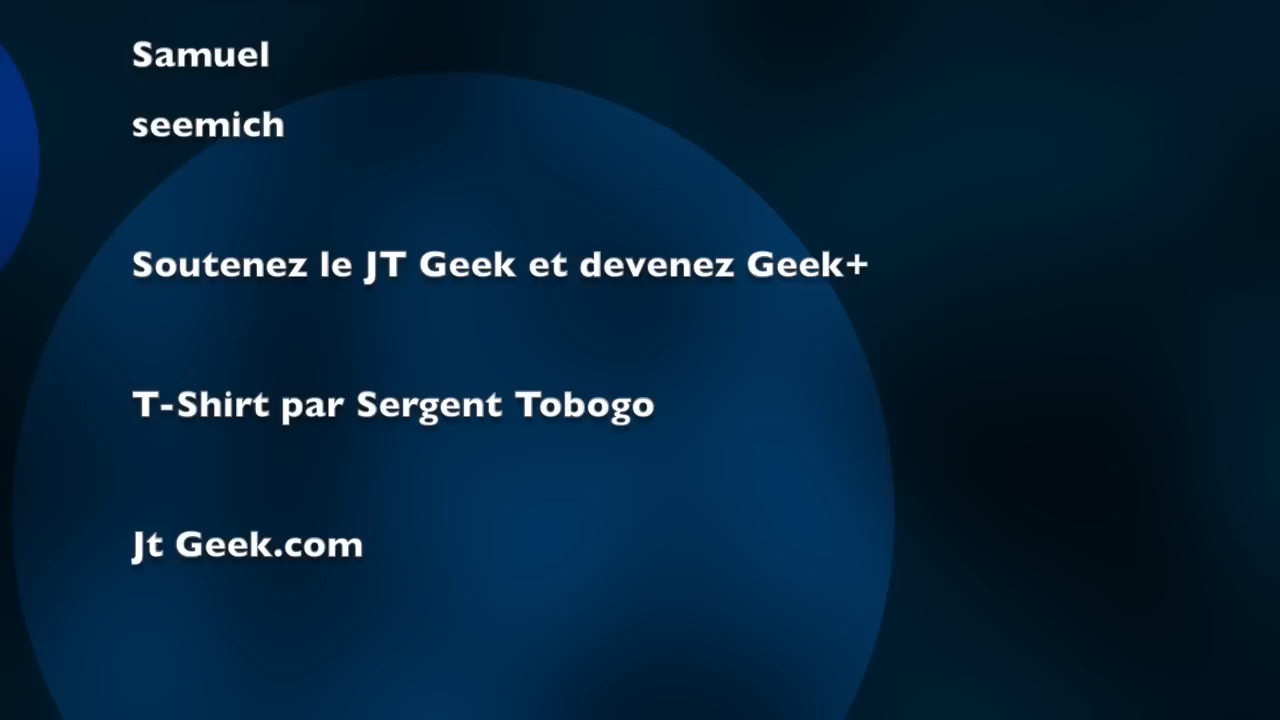 Samuel
seemich
Soutenez le JT Geek et devenez Geek+
T-Shirt par Sergent Tobogo
Jt Geek.com